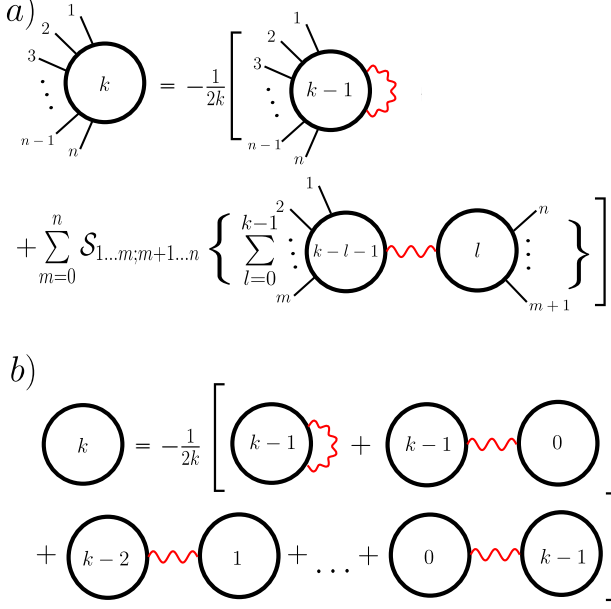 a)
1
2
3
n − 1
n
k
= − 1/2k [
1
2
3
n − 1
n
k − 1
+ ∑ n m=0 S 1...m;m+1...n { ∑ k−1 l=0
1
2
m
k − l − 1
l
n
m + 1
} ]
b)
k = − 1/2k [ k − 1 + k − 1 0
+ k − 2 1 + ... + 0 k − 1 ]